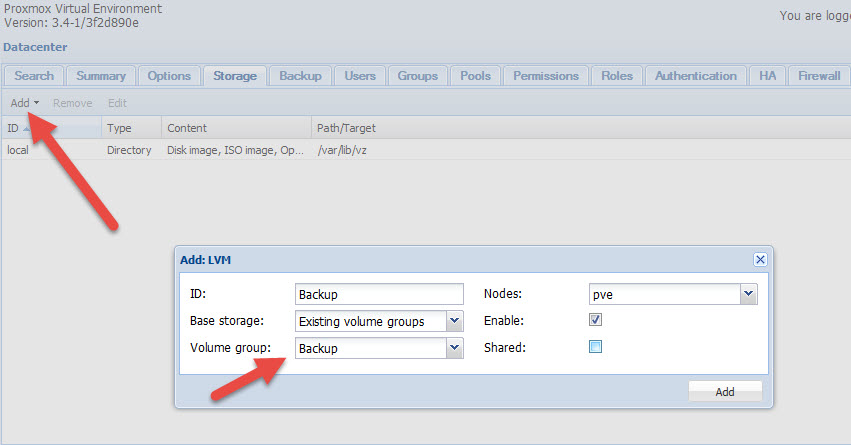 Proxmox Virtual Environment
Version: 3.4-1/3f2d890e
You are logge
Datacenter
Search Summary Options Storage Backup Users Groups Pools Permissions Roles Authentication HA Firewall
Add Remove Edit
ID Type Content Path/Target
local Directory Disk image, ISO image, Op... /var/lib/vz
Add: LVM
ID: Backup Nodes: pve
Base storage: Existing volume groups Enable:
Volume group: Backup Shared:
Add